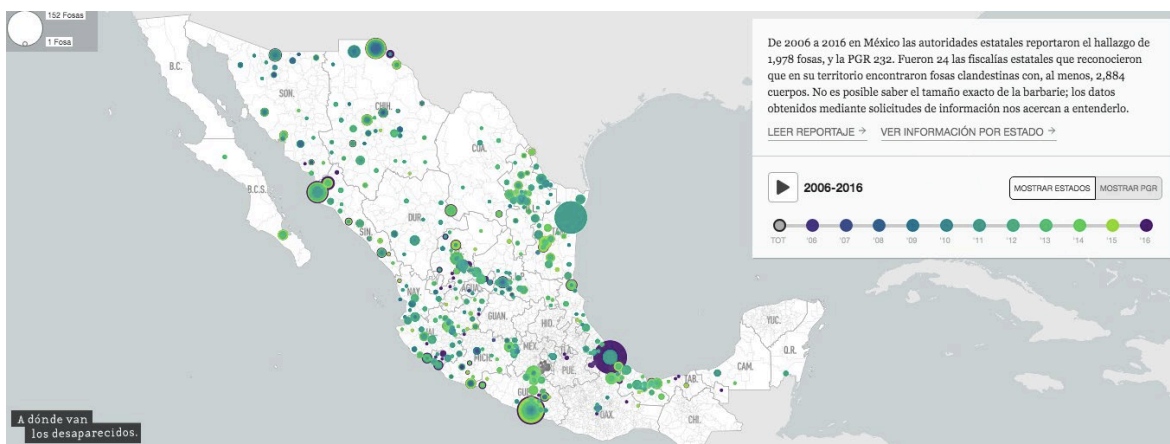 152 Fosas
1 Fosa
De 2006 a 2016 en México las autoridades estatales reportaron el hallazgo de
1,978 fosas, y la PGR 232. Fueron 24 las fiscalías estatales que reconocieron
que en su territorio encontraron fosas clandestinas con, al menos, 2,884
cuerpos. No es posible saber el tamaño exacto de la barbarie; los datos
obtenidos mediante solicitudes de información nos acercan a entenderlo.
LEER REPORTAJE → VER INFORMACIÓN POR ESTADO →
2006-2016 MOSTRAR ESTADOS MOSTRAR PGR
TOT '06 '07 '08 '09 '10 '11 '12 '13 '14 '15 '16
B.C.
SON.
CHIH.
COA.
B.C.S.
DUR.
SIN.
NAY.
AGUA.
GUAN.
HID.
YUC.
Q.R.
MÉX.
TLA.
MICH.
PUE.
CAM.
TAB.
OAX.
CHI.
A dónde van
los desaparecidos.